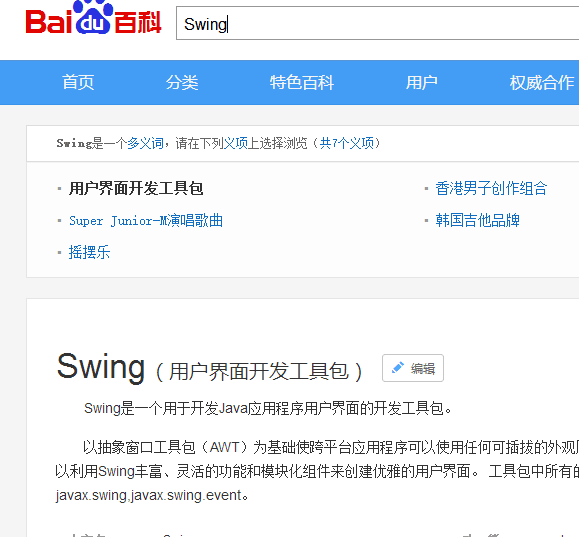 Baidu百科
Swing
首页 分类 特色百科 用户 权威合作
Swing是一个多义词，请在下列义项上选择浏览（共7个义项）
▪ 用户界面开发工具包 ▪ 香港男子创作组合
▪ Super Junior-M演唱歌曲 ▪ 韩国吉他品牌
▪ 摇摆乐
Swing（用户界面开发工具包） 编辑
Swing是一个用于开发Java应用程序用户界面的开发工具包。
以抽象窗口工具包（AWT）为基础使跨平台应用程序可以使用任何可插拔的外观
以利用Swing丰富、灵活的功能和模块化组件来创建优雅的用户界面。 工具包中所有的
javax.swing,javax.swing.event。